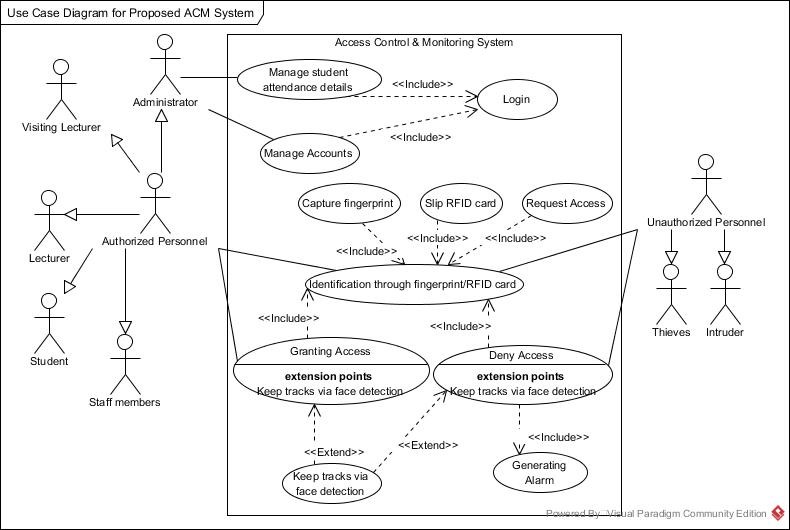 Use Case Diagram for Proposed ACM System
Access Control & Monitoring System
Manage student
attendance details
<<Include>>
Login
Administrator
Visiting Lecturer
<<Include>>
Manage Accounts
Capture fingerprint
Slip RFID card
Request Access
Unauthorized Personnel
Authorized Personnel
<<Include>>
<<Include>>
<<Include>>
Lecturer
Identification through fingerprint/RFID card
<<Include>>
<<Include>>
Thieves
Intruder
Granting Access
Deny Access
Student
extension points
Keep tracks via face detection
extension points
Keep tracks via face detection
Staff members
<<Include>>
<<Extend>>
<<Extend>>
Keep tracks via
face detection
Generating
Alarm
Powered By Visual Paradigm Community Edition